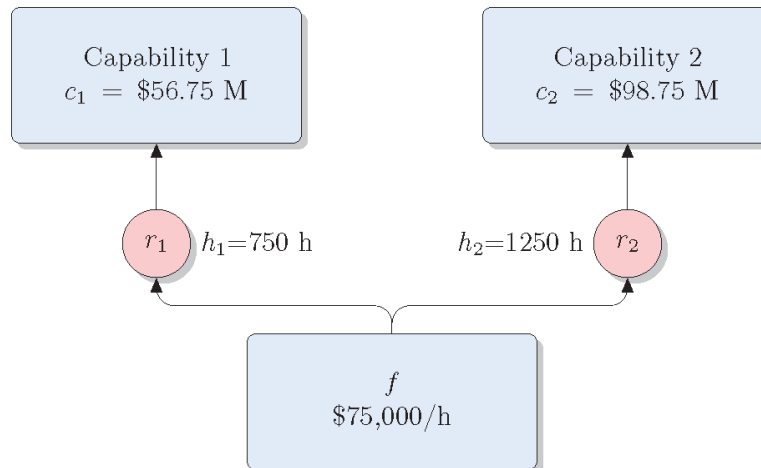 Capability 1
c₁ = $56.75 M
Capability 2
c₂ = $98.75 M
r₁
h₁=750 h
h₂=1250 h
r₂
f
$75,000/h